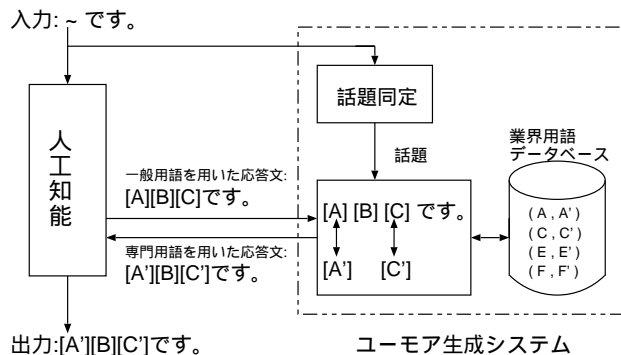 入力: ~ です。
話題同定
人工知能
話題
業界用語
データベース
一般用語を用いた応答文:
[A][B][C]です。
[A] [B] [C] です。
( A , A’ )
( C , C’ )
( E , E’ )
( F , F’ )
専門用語を用いた応答文:
[A’][B][C’]です。
[A’] [C’]
出力:[A’][B][C’]です。
ユーモア生成システム